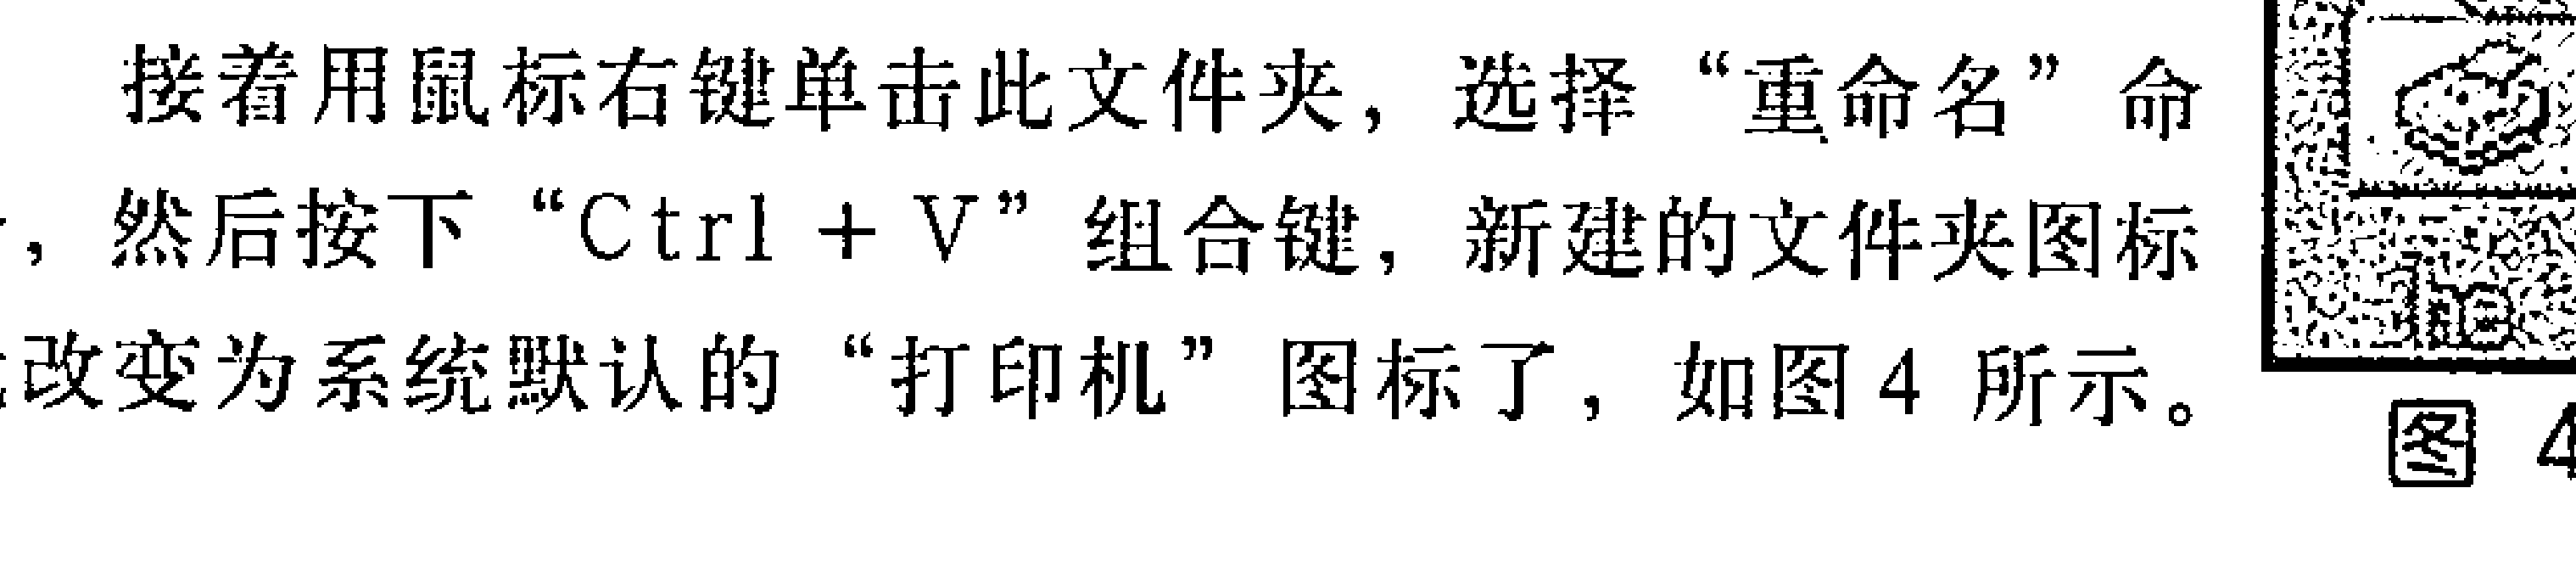 接着用鼠标右键单击此文件夹，选择“重命名”命
，然后按下“Ctrl + V”组合键，新建的文件夹图标
改变为系统默认的“打印机”图标了，如图4 所示。
图 4